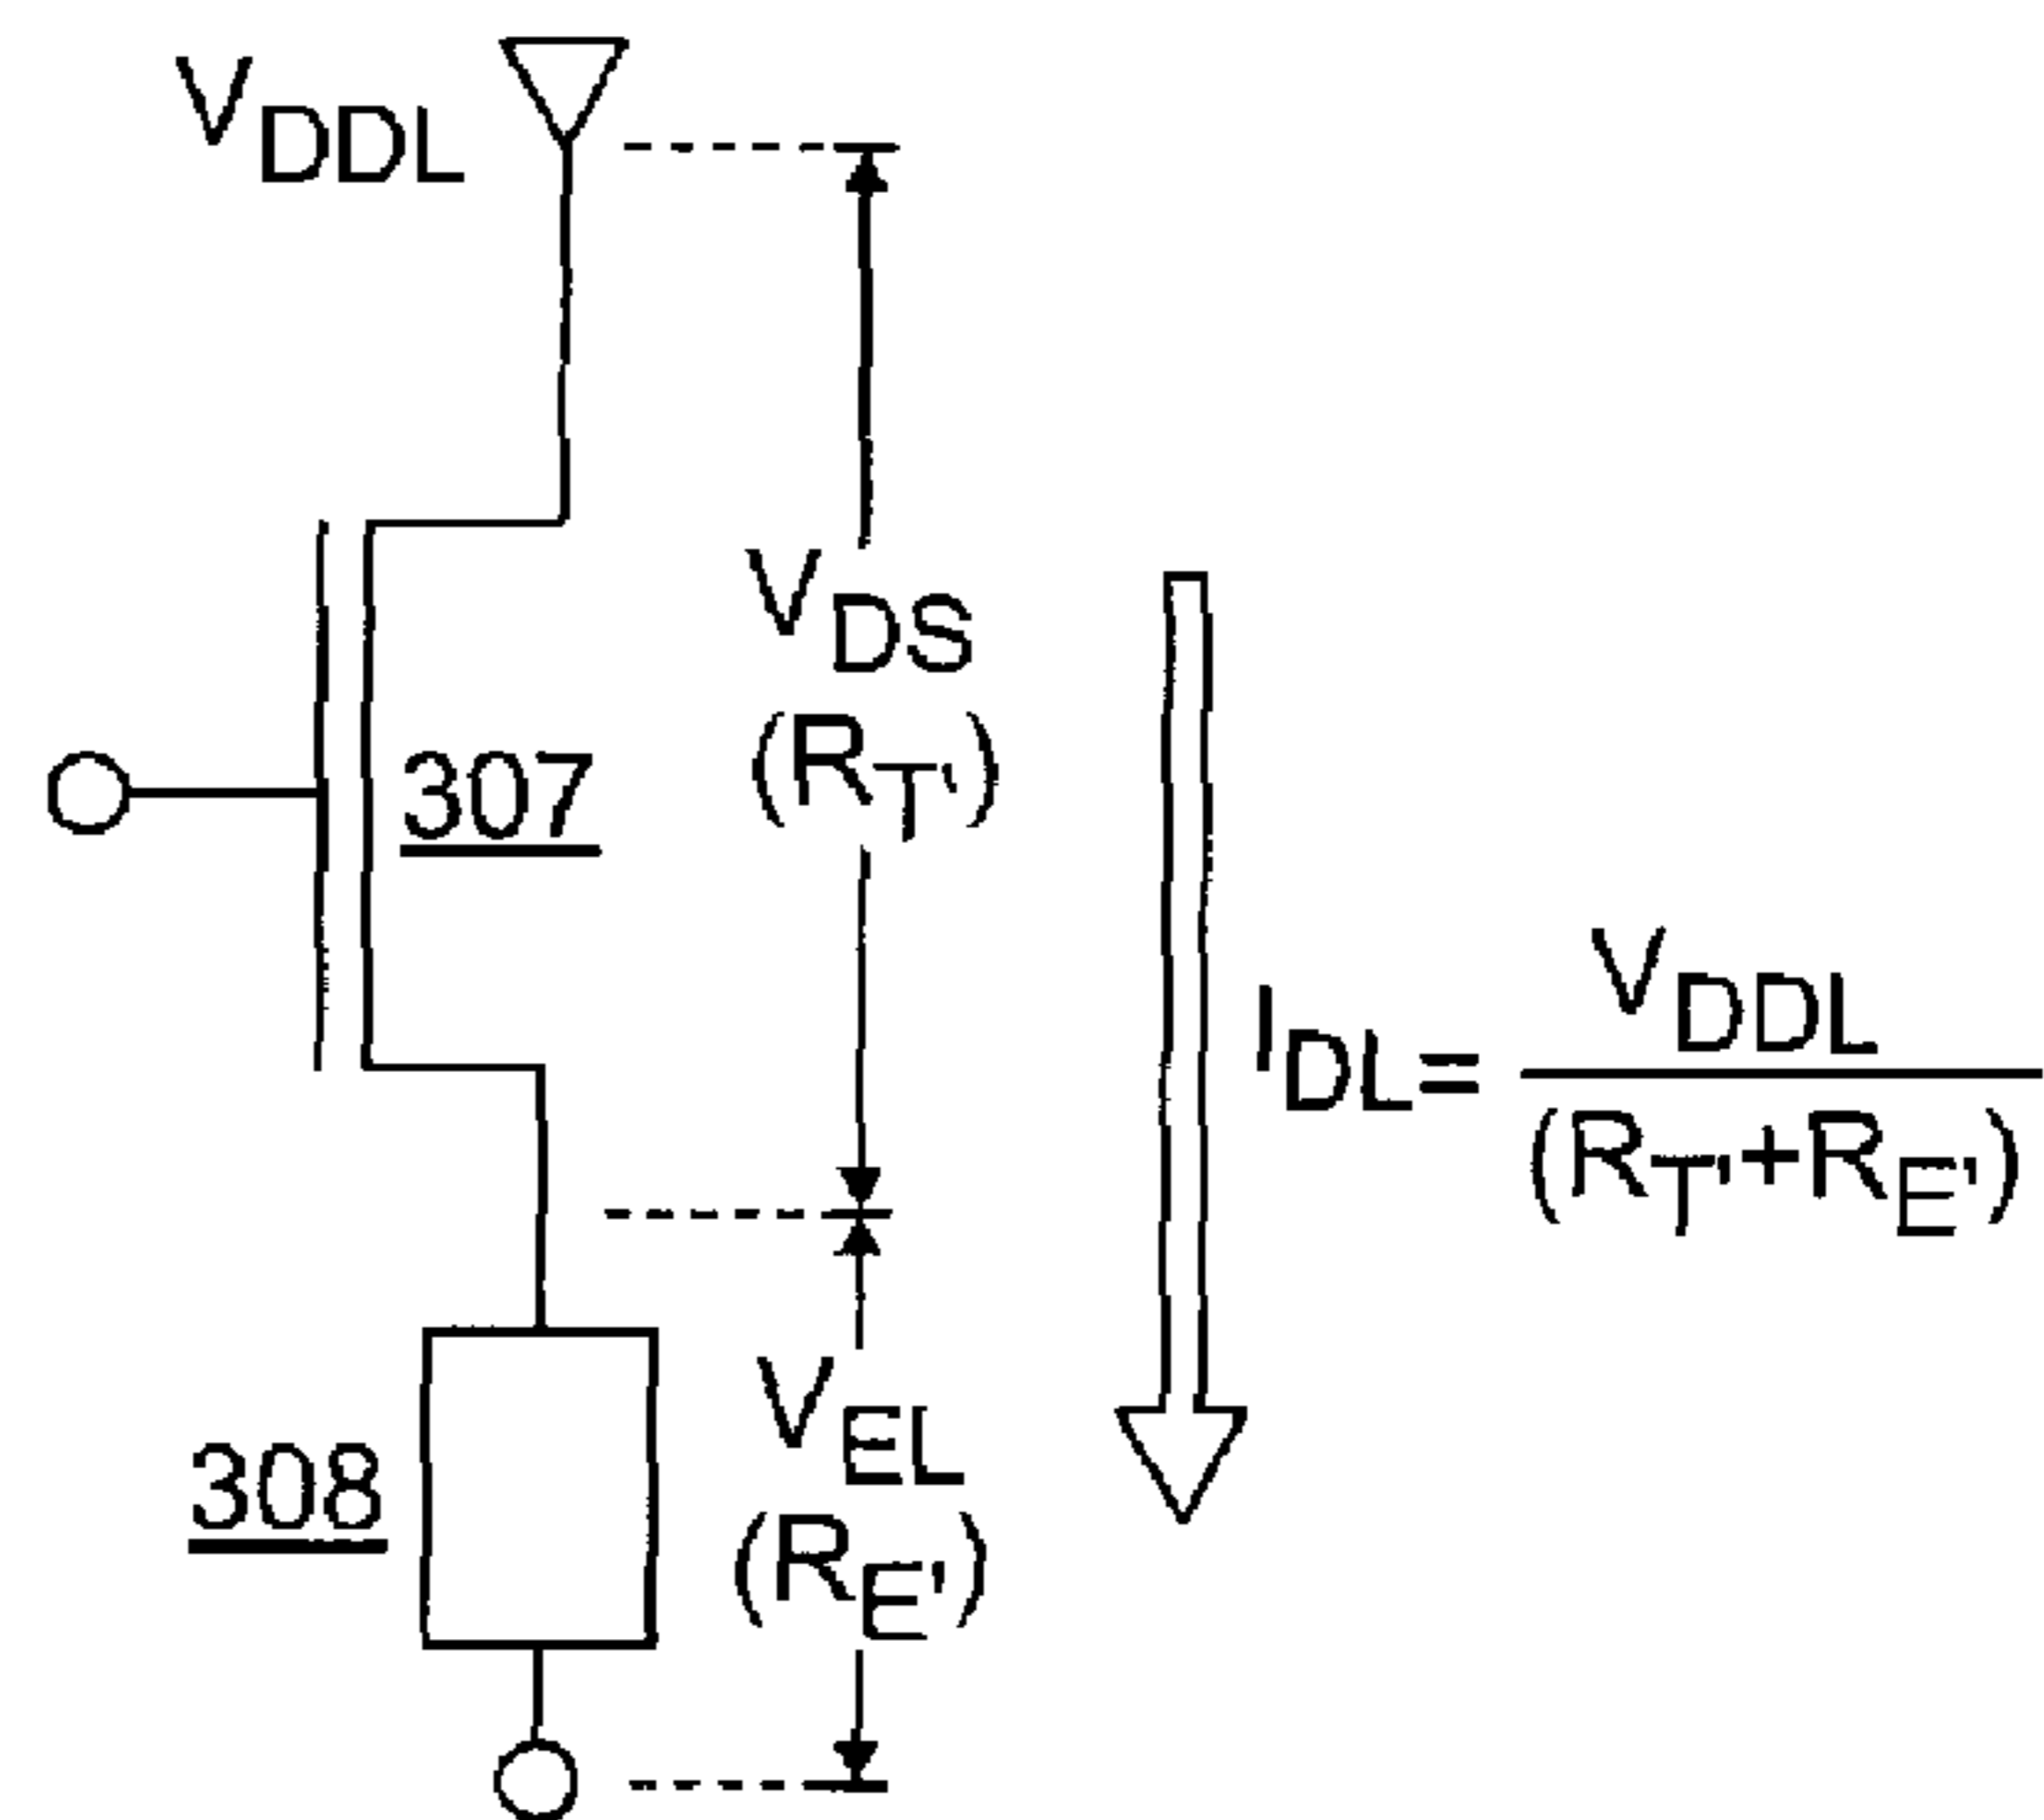 VDDL
VDS
(RT')
307
IDL= VDDL
(RT'+RE')
VEL
308
(RE')